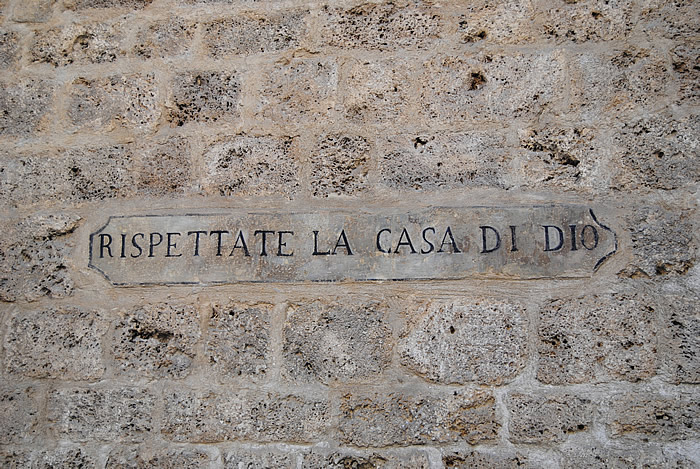 RISPETTATE LA CASA DI DIO